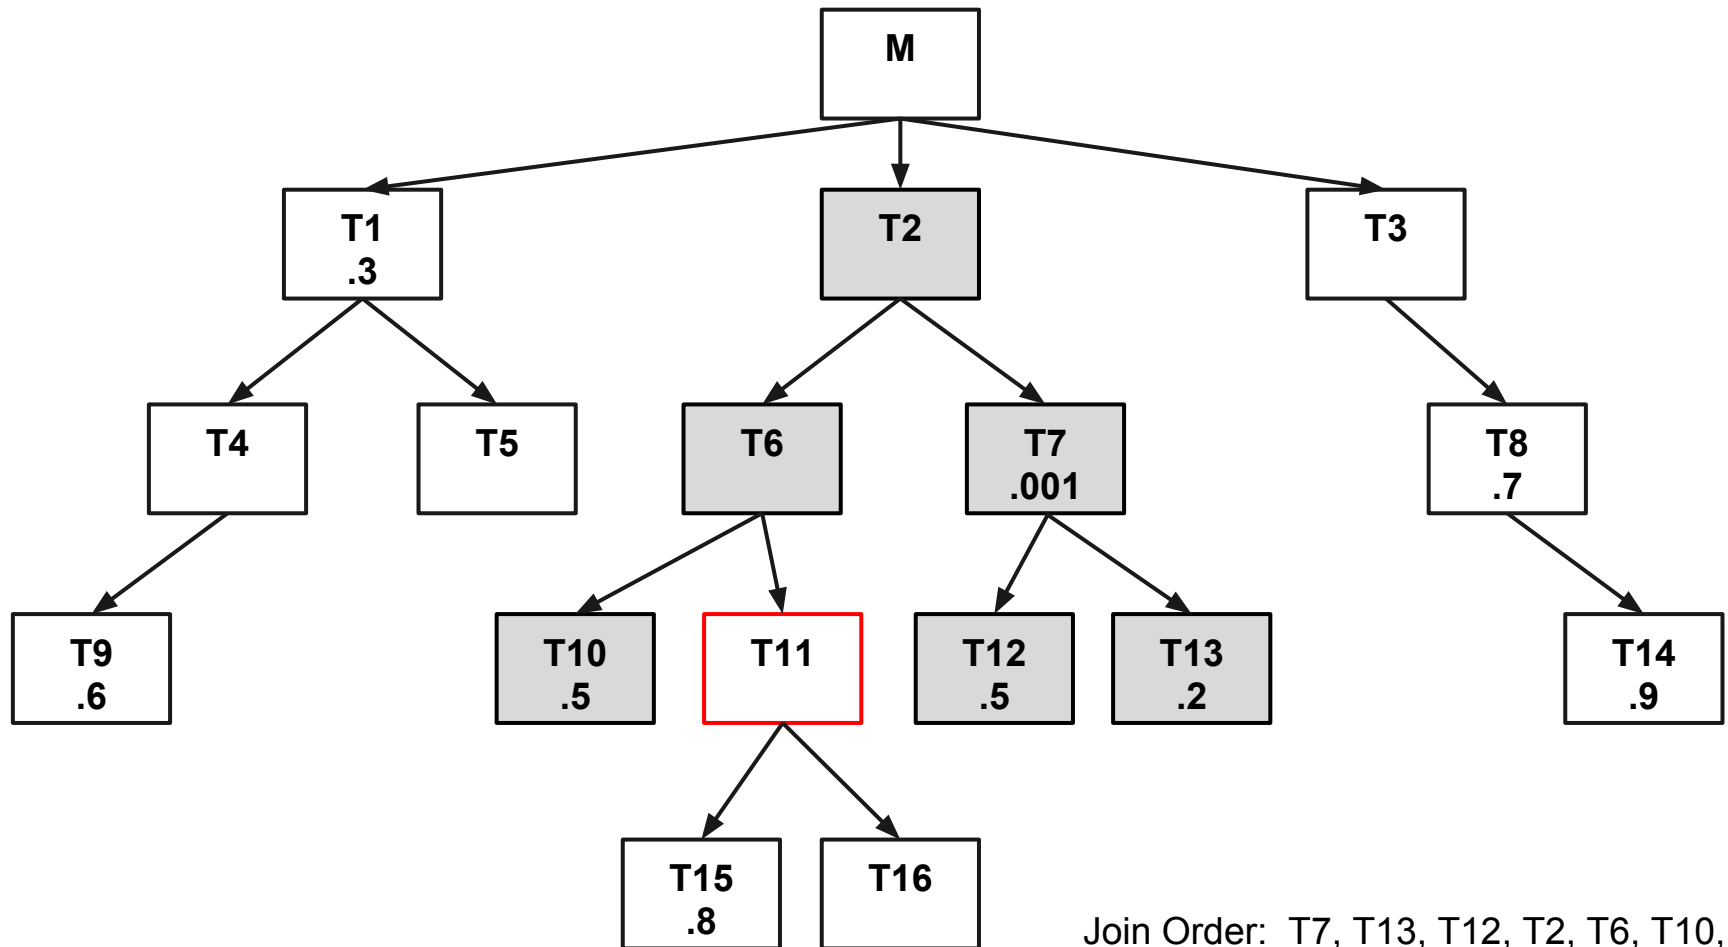 M
T1
.3
T2
T3
T4
T5
T6
T7
.001
T8
.7
T9
.6
T10
.5
T11
T12
.5
T13
.2
T14
.9
T15
.8
T16
Join Order: T7, T13, T12, T2, T6, T10,